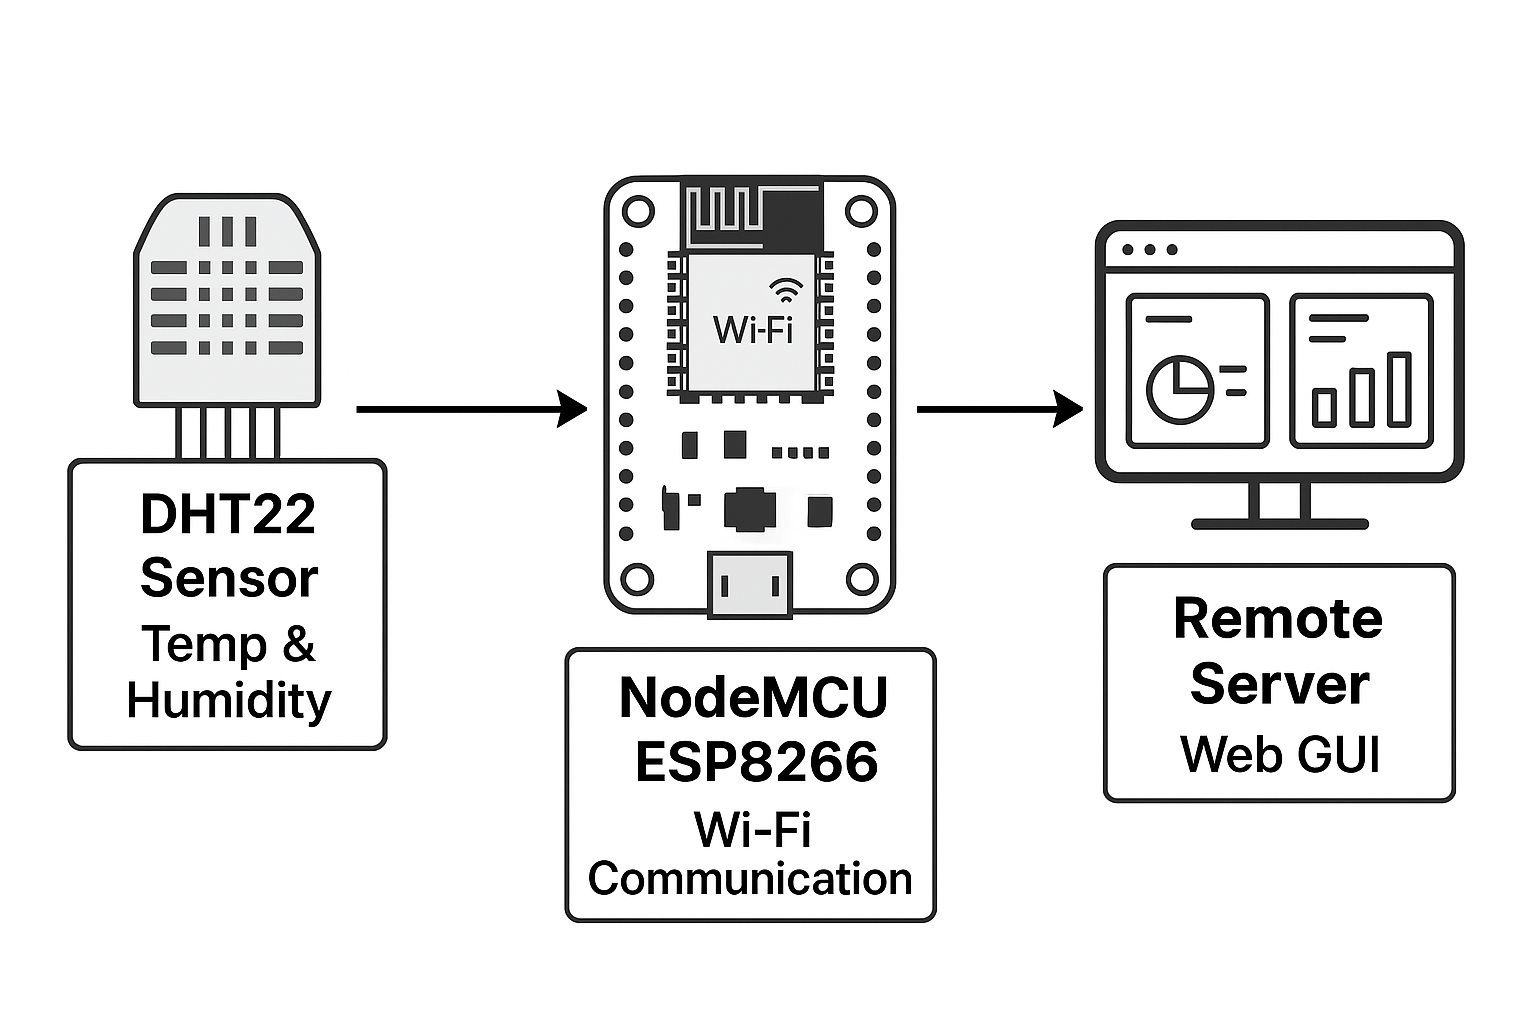 DHT22
Sensor
Temp &
Humidity
Wi-Fi
NodeMCU
ESP8266
Wi-Fi
Communication
Remote
Server
Web GUI